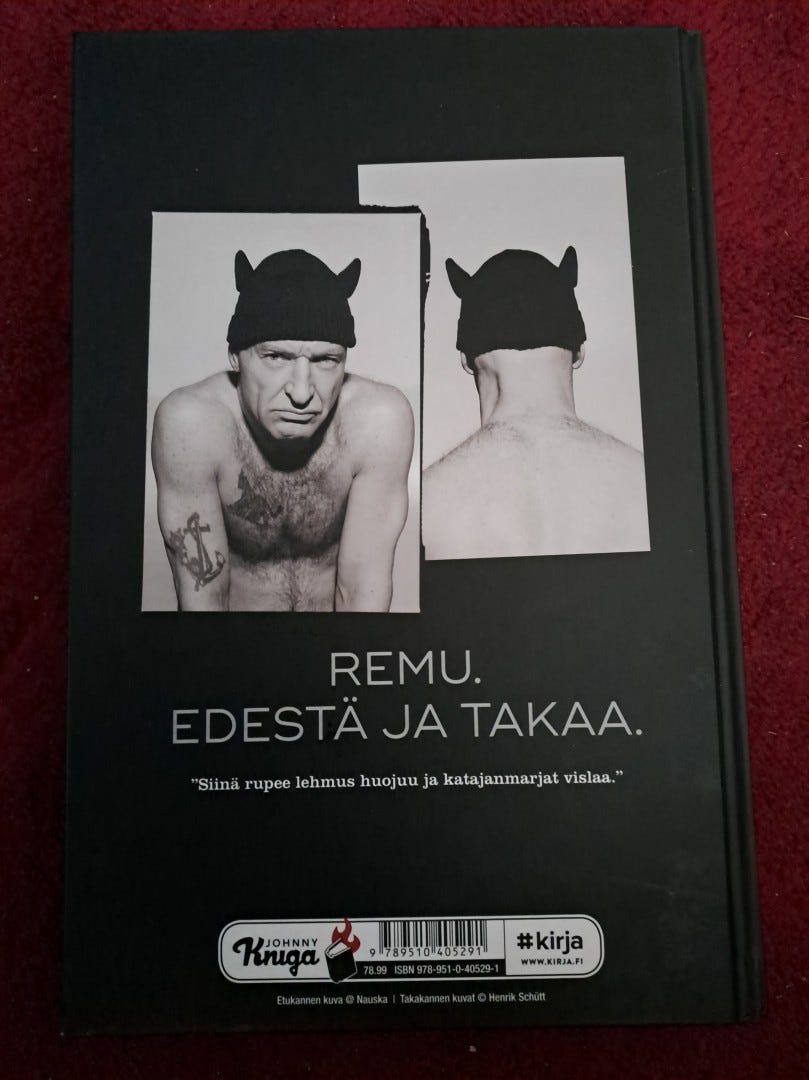 REMU.
EDESTÄ JA TAKAA.
”Siinä rupee lehmus huojuu ja katajanmarjat vislaa.”
JOHNNY
Kniga
9 789510 405291
78.99 ISBN 978-951-0-40529-1
#kirja
WWW.KIRJA.FI
Etukannen kuva @ Nauska | Takakannen kuvat © Henrik Schütt